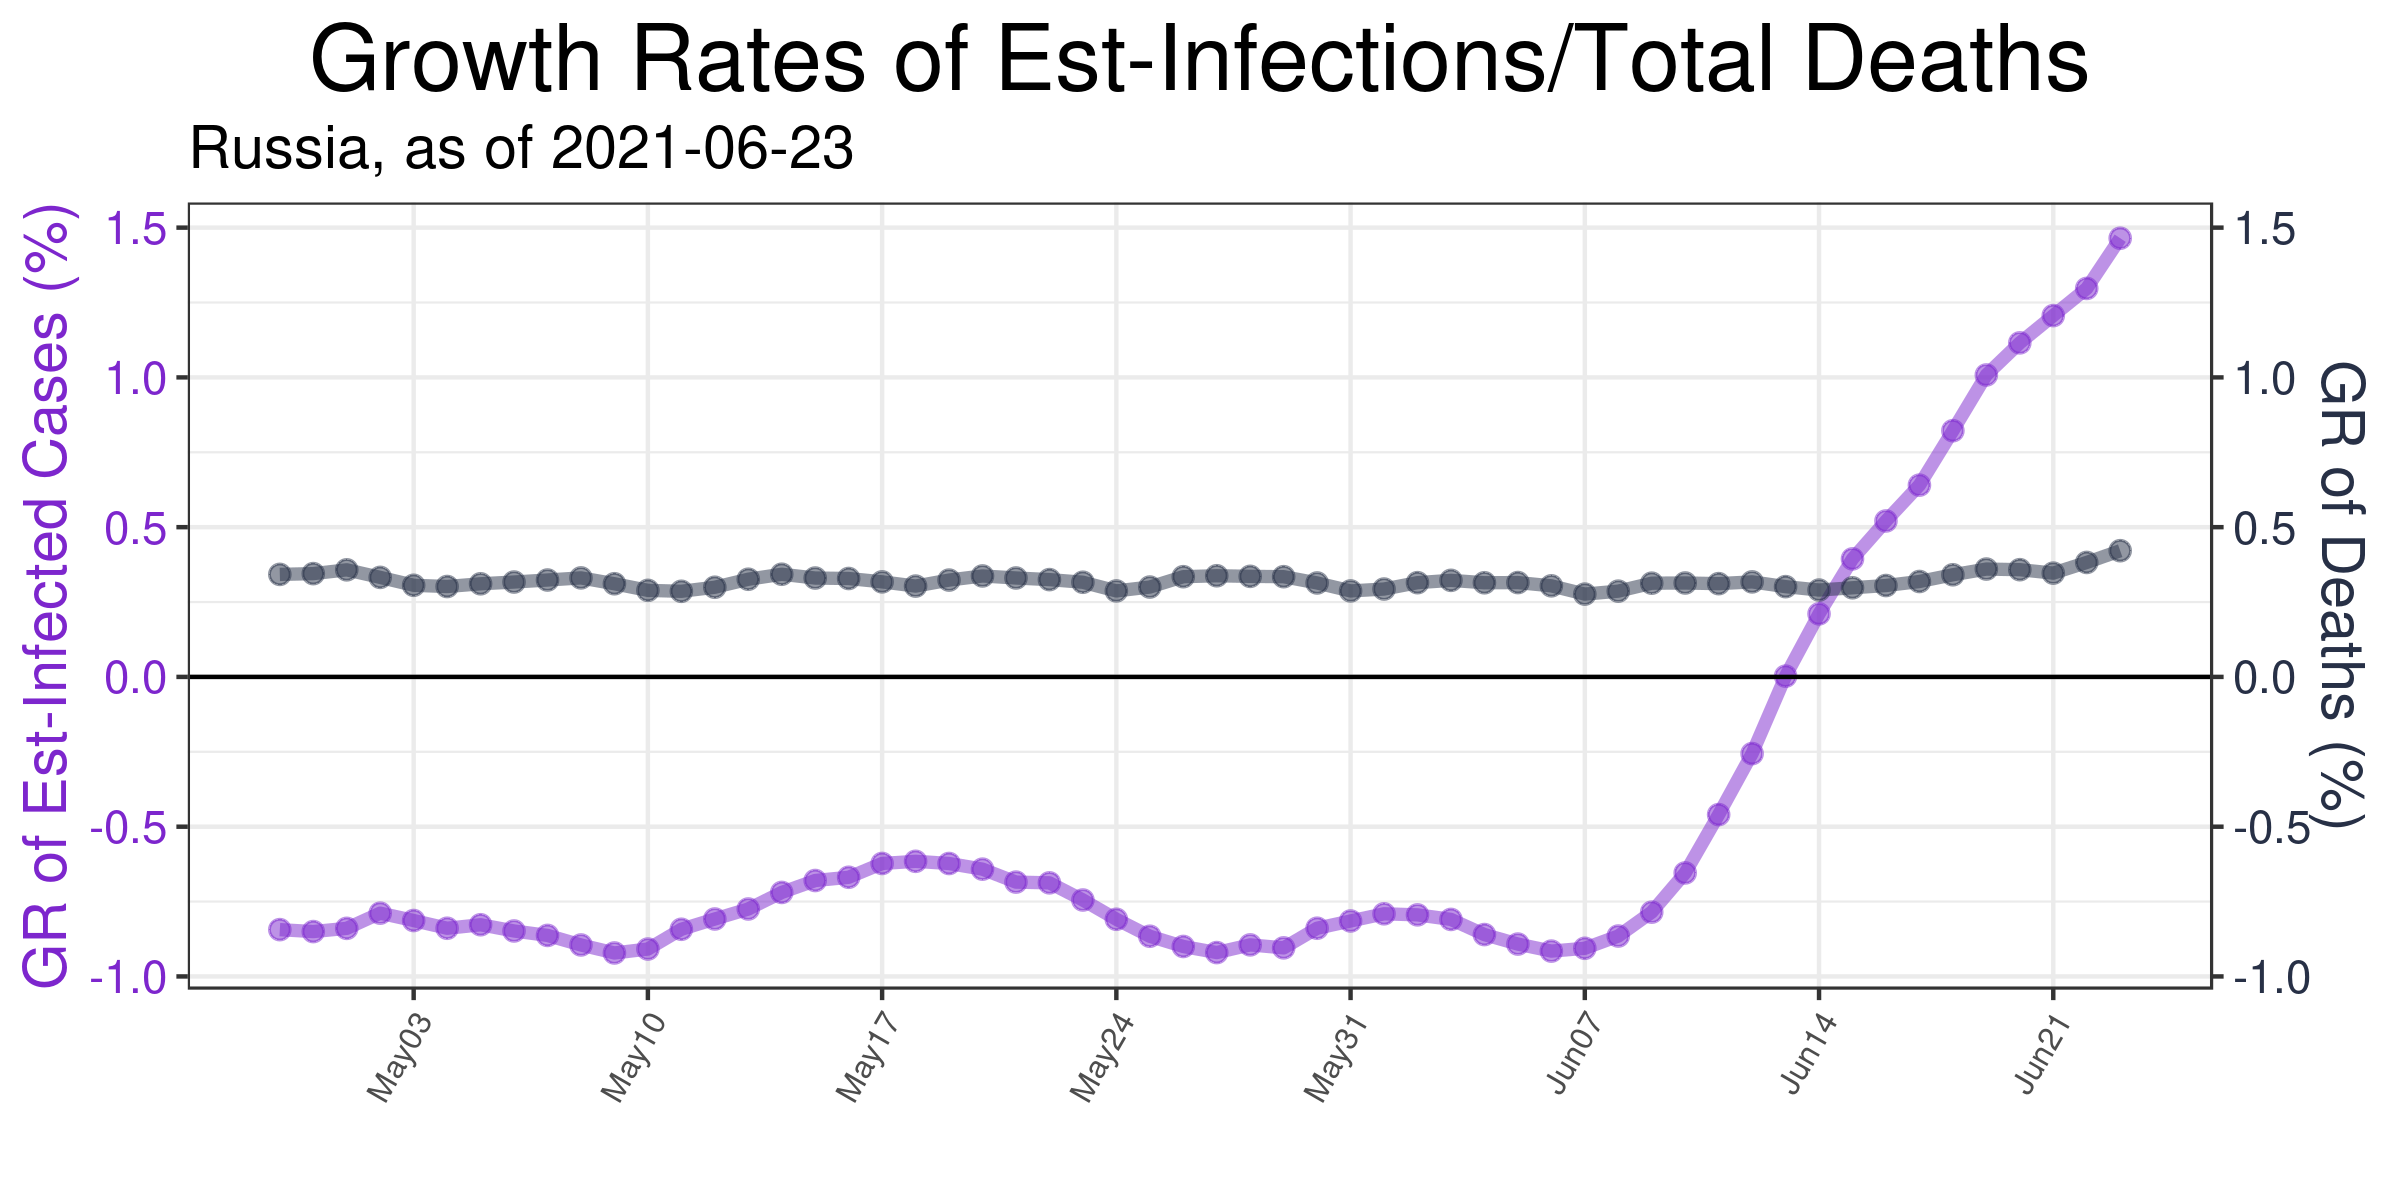 Growth Rates of Est-Infections/Total Deaths
Russia, as of 2021-06-23
GR of Est-Infected Cases (%)
1.5
1.0
0.5
0.0
-0.5
-1.0
1.5
1.0
0.5
0.0
-0.5
-1.0
GR of Deaths (%)
May03
May10
May17
May24
May31
Jun07
Jun14
Jun21